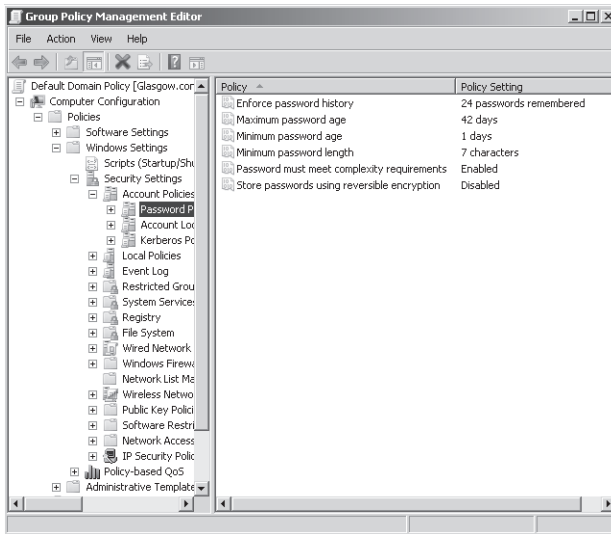 Group Policy Management Editor
File Action View Help
Default Domain Policy [Glasgow.cor
Computer Configuration
Policies
Software Settings
Windows Settings
Scripts (Startup/Shu
Security Settings
Account Policies
Password P
Account Loc
Kerberos Po
Local Policies
Event Log
Restricted Grou
System Services
Registry
File System
Wired Network
Windows Firewa
Network List Ma
Wireless Netwo
Public Key Polici
Software Restri
Network Access
IP Security Polic
Policy-based QoS
Administrative Template
Policy Policy Setting
Enforce password history 24 passwords remembered
Maximum password age 42 days
Minimum password age 1 days
Minimum password length 7 characters
Password must meet complexity requirements Enabled
Store passwords using reversible encryption Disabled